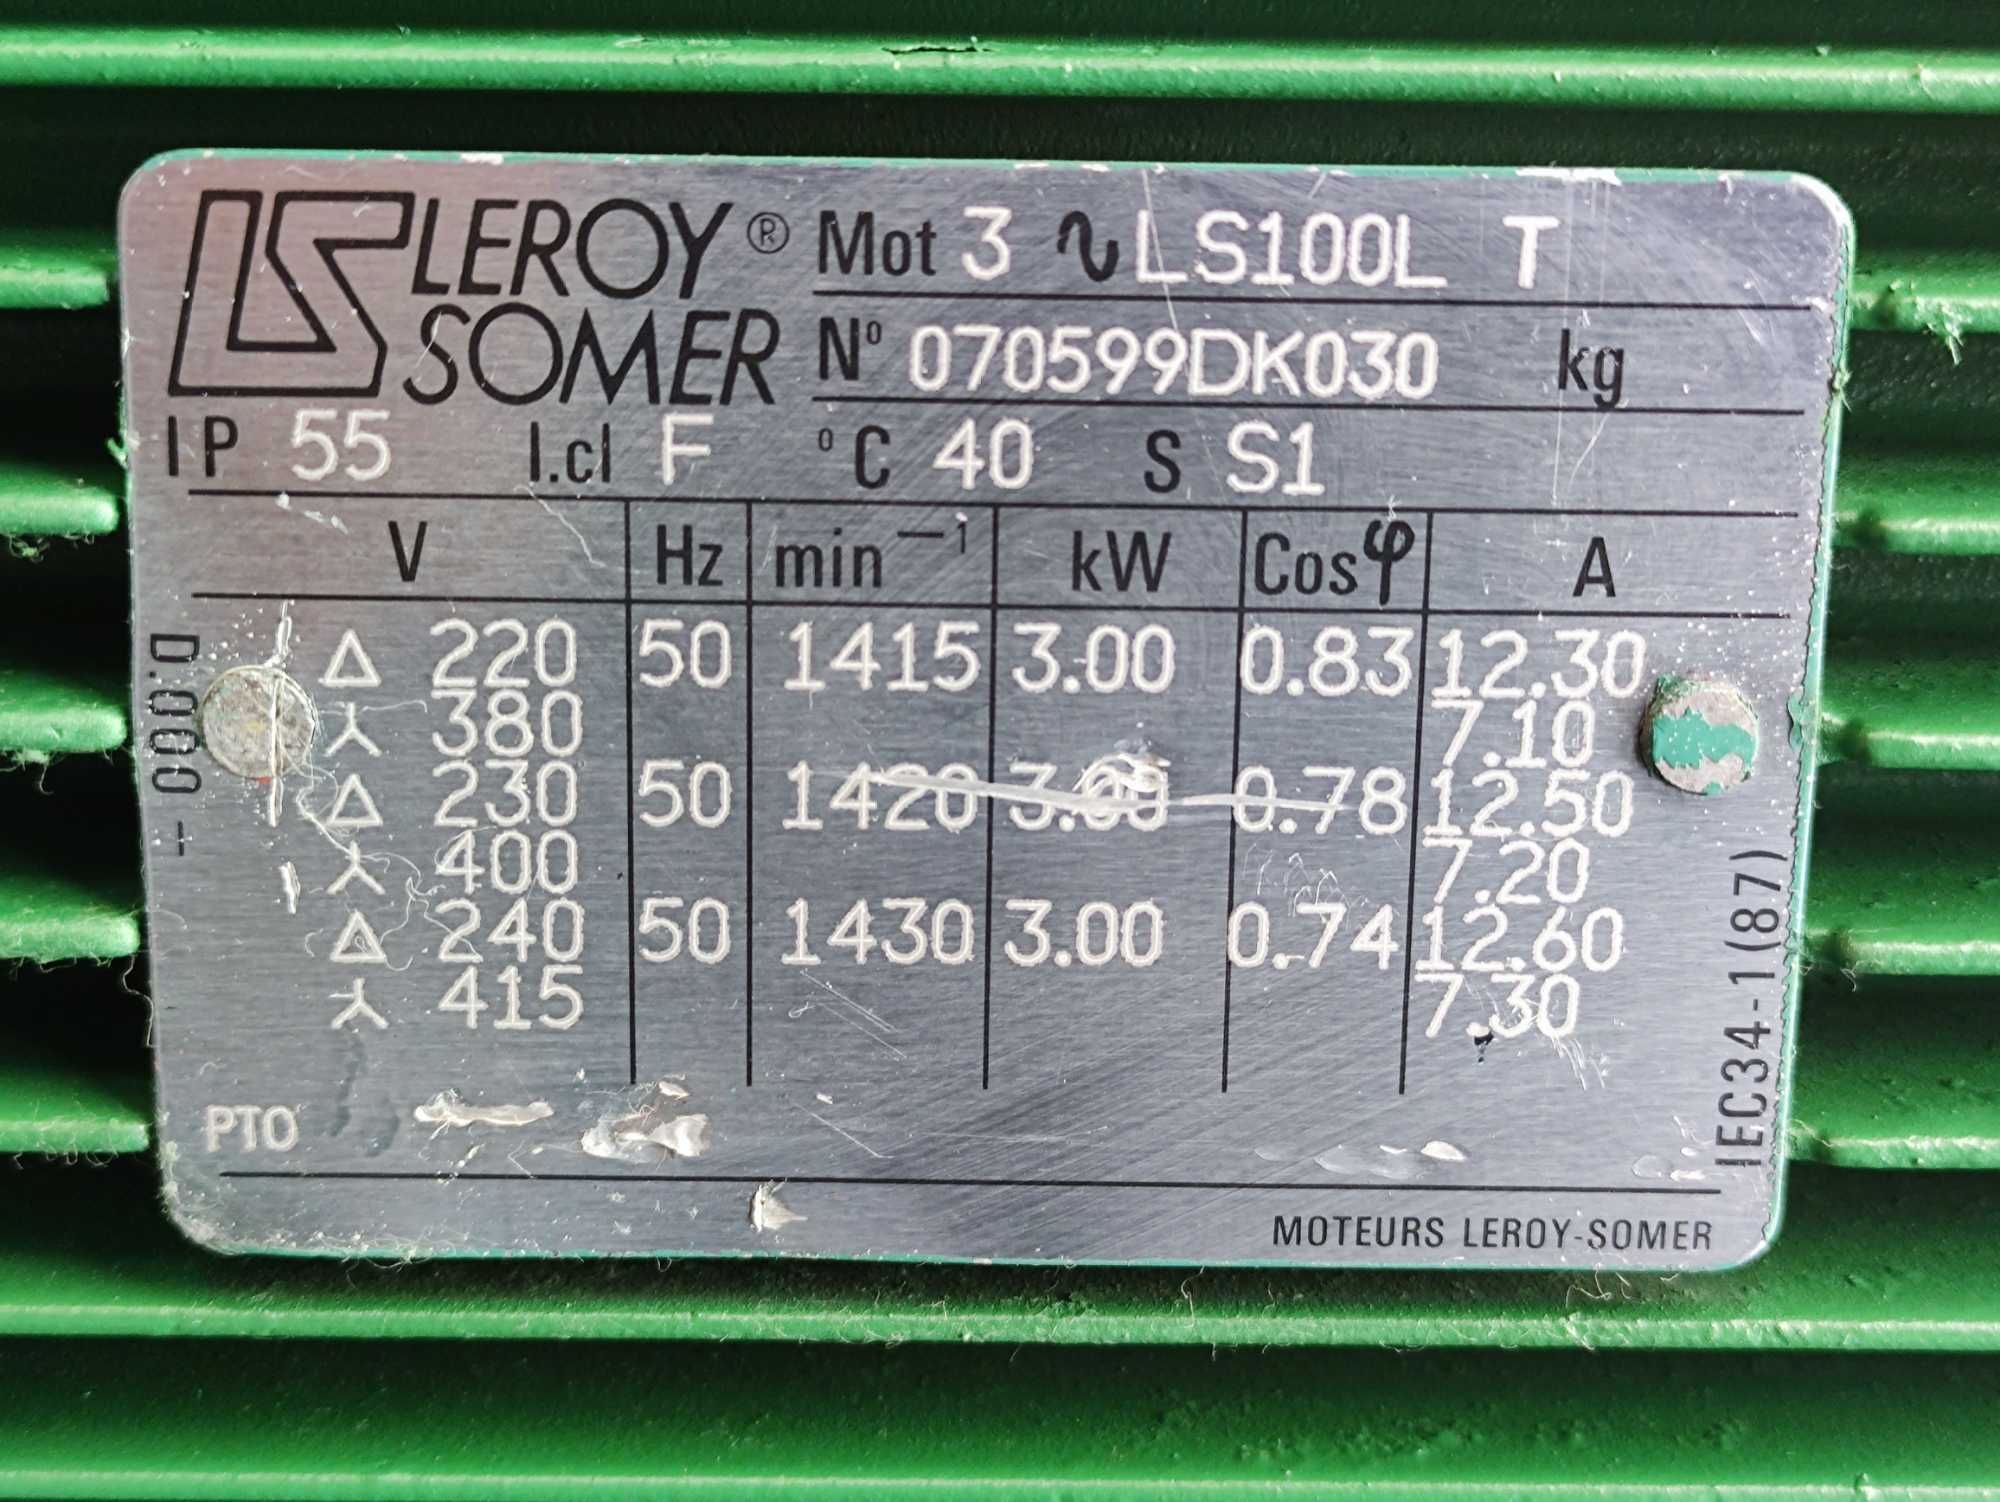 LS LEROY® SOMER
Mot 3 ∿ LS100L T
N° 070599DK030 kg
IP 55 I.cl F °C 40 S S1
V Hz min⁻¹ kW Cosφ A
Δ 220 50 1415 3.00 0.83 12.30
⅄ 380 7.10
Δ 230 50 1420 3.00 0.78 12.50
⅄ 400 7.20
Δ 240 50 1430 3.00 0.74 12.60
⅄ 415 7.30
PTO
MOTEURS LEROY-SOMER
D.000 -
IEC34-1(87)